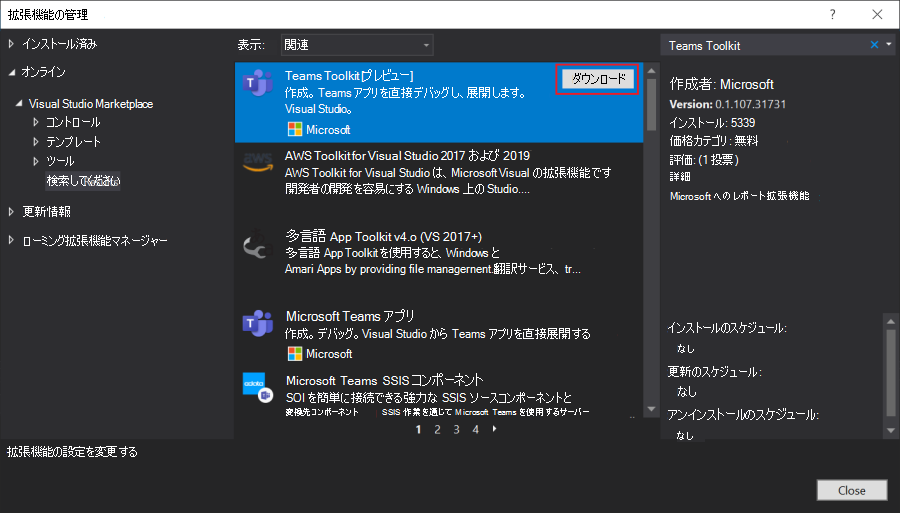 拡張機能の管理
?
インストール済み
オンライン
Visual Studio Marketplace
コントロール
テンプレート
ツール
更新情報
ローミング拡張機能マネージャー
表示: 関連
Teams Toolkit[プレビュー]
ダウンロード
作成。Teams アプリを直接デバッグし、展開します。
Visual Studio。
Microsoft
aws
AWS Toolkitfor Visual Studio 2017 および 2019
AWS Toolkit for Visual Studio は、Microsoft Visual の拡張機能です
開発者の開発を容易にする Windows 上の Studio....
多言語 App Toolkit v4.o (VS 2017+)
多言語 App Toolkit を使用すると、Windows と
Amari Apps by providing file management.翻訳サービス、tr...
Microsoft Teams アプリ
作成。デバッグ。Visual Studio から Teams アプリを直接展開する
Microsoft
Microsoft Teams SSIS コンポーネント
SOI を簡単に接続できる強力な SSIS ソースコンポーネントと
変換先コンポーネント SSIS 作業を通じて Microsoft Teams を使用するサーバー
1 2 3 4
Teams Toolkit
作成者: Microsoft
Version: 0.1.107.31731
インストール: 5339
価格カテゴリ: 無料
評価: (1 投票)
詳細
Microsoft へのレポート拡張機能
インストールのスケジュール:
なし
更新のスケジュール:
なし
アンインストールのスケジュール:
なし
拡張機能の設定を変更する
Close